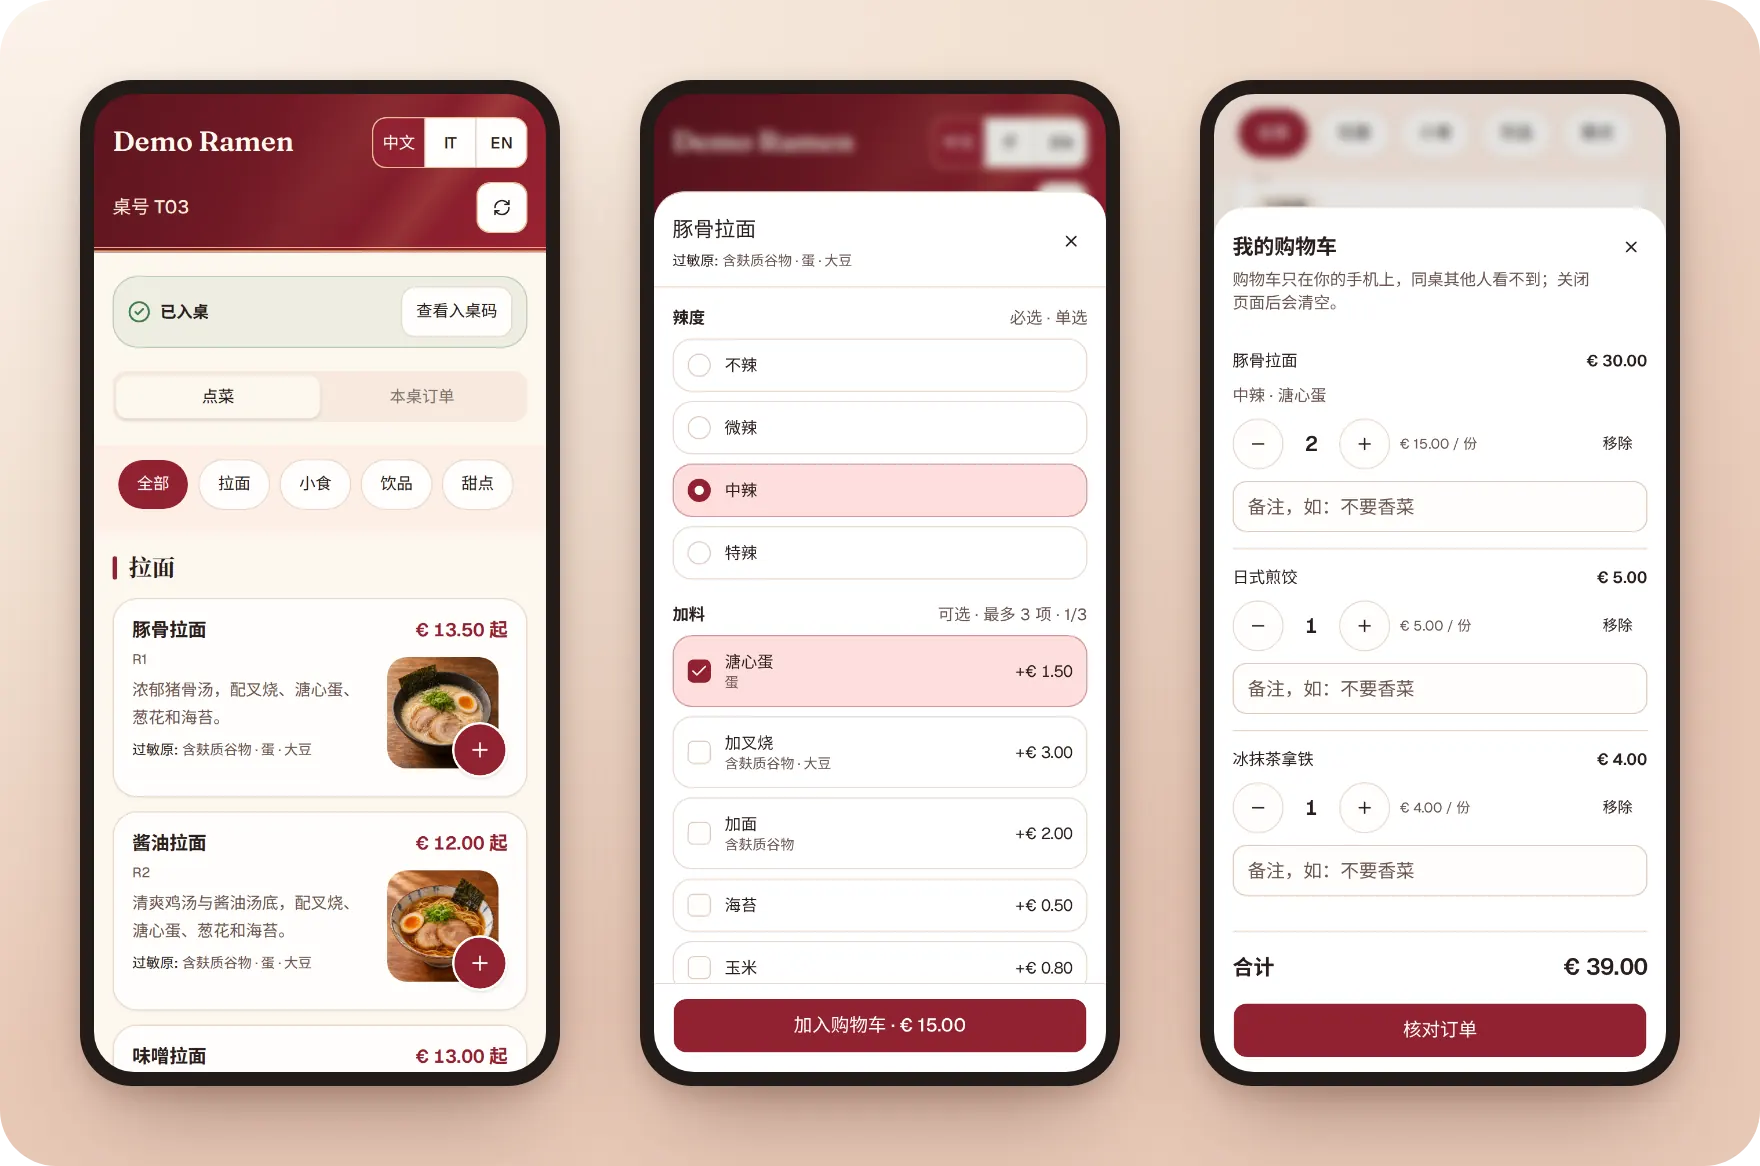 Demo Ramen
中文 IT EN
桌号 T03
已入桌 查看入桌码
点菜 本桌订单
全部 拉面 小食 饮品 甜点
拉面
豚骨拉面 € 13.50 起
R1
浓郁猪骨汤，配叉烧、溏心蛋、
葱花和海苔。
过敏原: 含麸质谷物 · 蛋 · 大豆
酱油拉面 € 12.00 起
R2
清爽鸡汤与酱油汤底，配叉烧、
溏心蛋、葱花和海苔。
过敏原: 含麸质谷物 · 蛋 · 大豆
味噌拉面 € 13.00 起
Demo Ramen
豚骨拉面
过敏原: 含麸质谷物 · 蛋 · 大豆
辣度 必选 · 单选
不辣
微辣
中辣
特辣
加料 可选 · 最多 3 项 · 1/3
溏心蛋 +€ 1.50
蛋
加叉烧 +€ 3.00
含麸质谷物 · 大豆
加面 +€ 2.00
含麸质谷物
海苔 +€ 0.50
玉米 +€ 0.80
加入购物车 · € 15.00
我的购物车
购物车只在你的手机上，同桌其他人看不到；关闭
页面后会清空。
豚骨拉面 € 30.00
中辣 · 溏心蛋
2 € 15.00 / 份 移除
备注，如：不要香菜
日式煎饺 € 5.00
1 € 5.00 / 份 移除
备注，如：不要香菜
冰抹茶拿铁 € 4.00
1 € 4.00 / 份 移除
备注，如：不要香菜
合计 € 39.00
核对订单